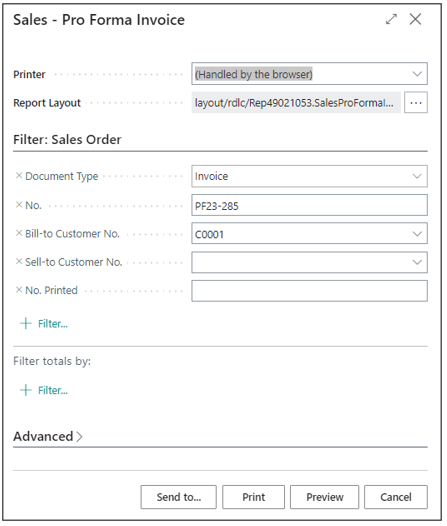 Sales - Pro Forma Invoice
Printer (Handled by the browser)
Report Layout layout/rdlc/Rep49021053.SalesProFormaI... ...
Filter: Sales Order
× Document Type Invoice
× No. PF23-285
× Bill-to Customer No. C0001
× Sell-to Customer No.
× No. Printed
+ Filter...
Filter totals by:
+ Filter...
Advanced >
Send to... Print Preview Cancel